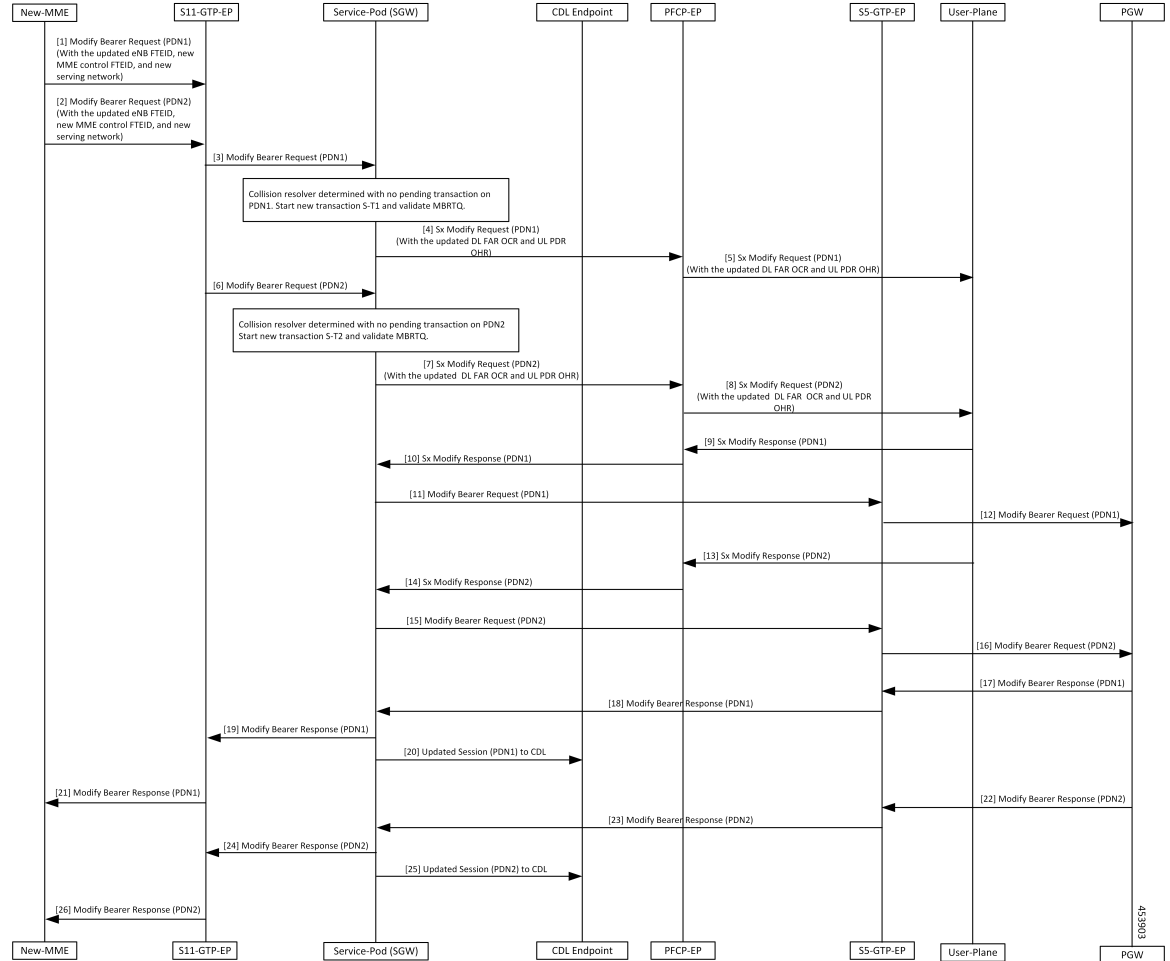 New-MME
S11-GTP-EP
Service-Pod (SGW)
CDL Endpoint
PFCP-EP
S5-GTP-EP
User-Plane
PGW
[1] Modify Bearer Request (PDN1)
(With the updated eNB FTEID, new
MME control FTEID, and new
serving network)
[2] Modify Bearer Request (PDN2)
(With the updated eNB FTEID,
new MME control FTEID, and new
serving network)
[3] Modify Bearer Request (PDN1)
Collision resolver determined with no pending transaction on
PDN1. Start new transaction S-T1 and validate MBRTQ.
[4] Sx Modify Request (PDN1)
(With the updated DL FAR OCR and UL PDR
OHR)
[5] Sx Modify Request (PDN1)
(With the updated DL FAR OCR and UL PDR OHR)
[6] Modify Bearer Request (PDN2)
Collision resolver determined with no pending transaction on PDN2
Start new transaction S-T2 and validate MBRTQ.
[7] Sx Modify Request (PDN2)
(With the updated DL FAR OCR and UL PDR OHR)
[8] Sx Modify Request (PDN2)
(With the updated DL FAR OCR and UL PDR
OHR)
[9] Sx Modify Response (PDN1)
[10] Sx Modify Response (PDN1)
[11] Modify Bearer Request (PDN1)
[12] Modify Bearer Request (PDN1)
[13] Sx Modify Response (PDN2)
[14] Sx Modify Response (PDN2)
[15] Modify Bearer Request (PDN2)
[16] Modify Bearer Request (PDN2)
[17] Modify Bearer Response (PDN1)
[18] Modify Bearer Response (PDN1)
[19] Modify Bearer Response (PDN1)
[20] Updated Session (PDN1) to CDL
[21] Modify Bearer Response (PDN1)
[22] Modify Bearer Response (PDN2)
[23] Modify Bearer Response (PDN2)
[24] Modify Bearer Response (PDN2)
[25] Updated Session (PDN2) to CDL
[26] Modify Bearer Response (PDN2)
453903
New-MME
S11-GTP-EP
Service-Pod (SGW)
CDL Endpoint
PFCP-EP
S5-GTP-EP
User-Plane
PGW